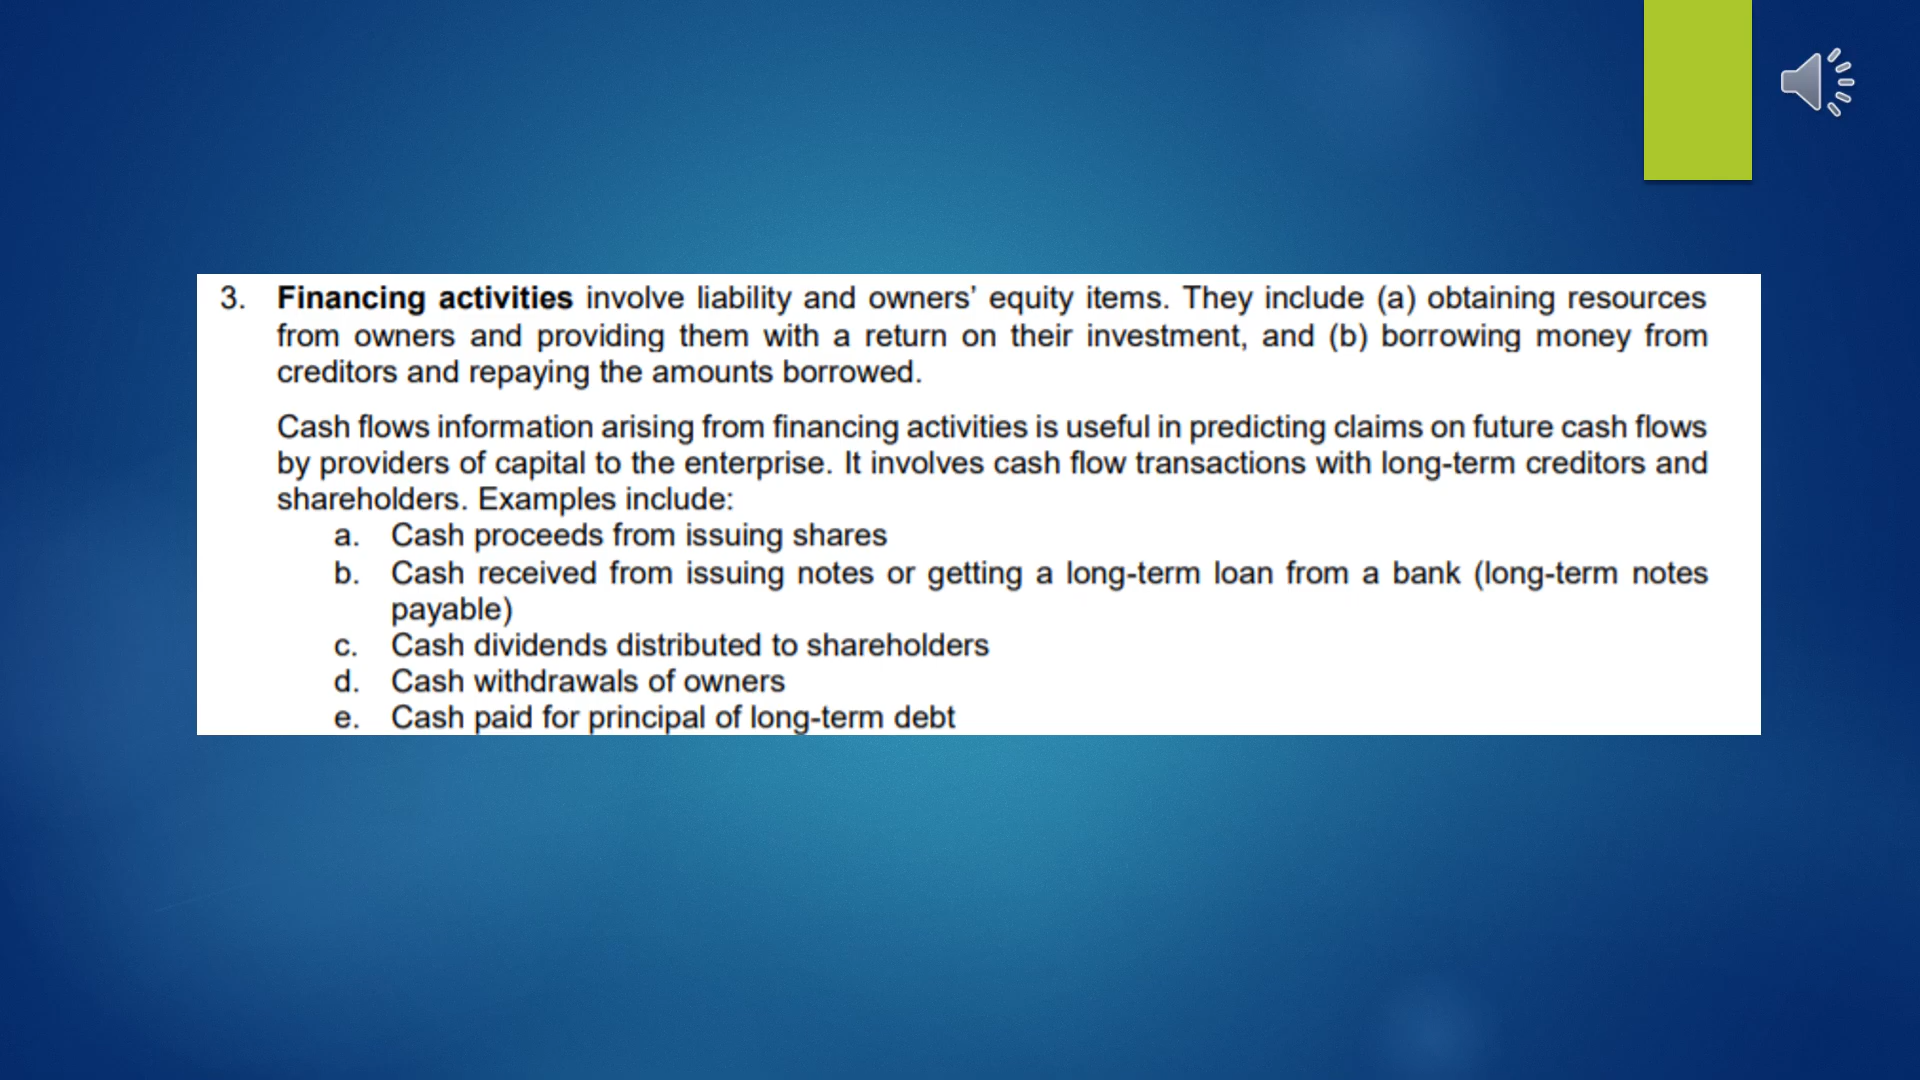 3. Financing activities involve liability and owners’ equity items. They include (a) obtaining resources
from owners and providing them with a return on their investment, and (b) borrowing money from
creditors and repaying the amounts borrowed.
Cash flows information arising from financing activities is useful in predicting claims on future cash flows
by providers of capital to the enterprise. It involves cash flow transactions with long-term creditors and
shareholders. Examples include:
a. Cash proceeds from issuing shares
b. Cash received from issuing notes or getting a long-term loan from a bank (long-term notes
payable)
c. Cash dividends distributed to shareholders
d. Cash withdrawals of owners
e. Cash paid for principal of long-term debt